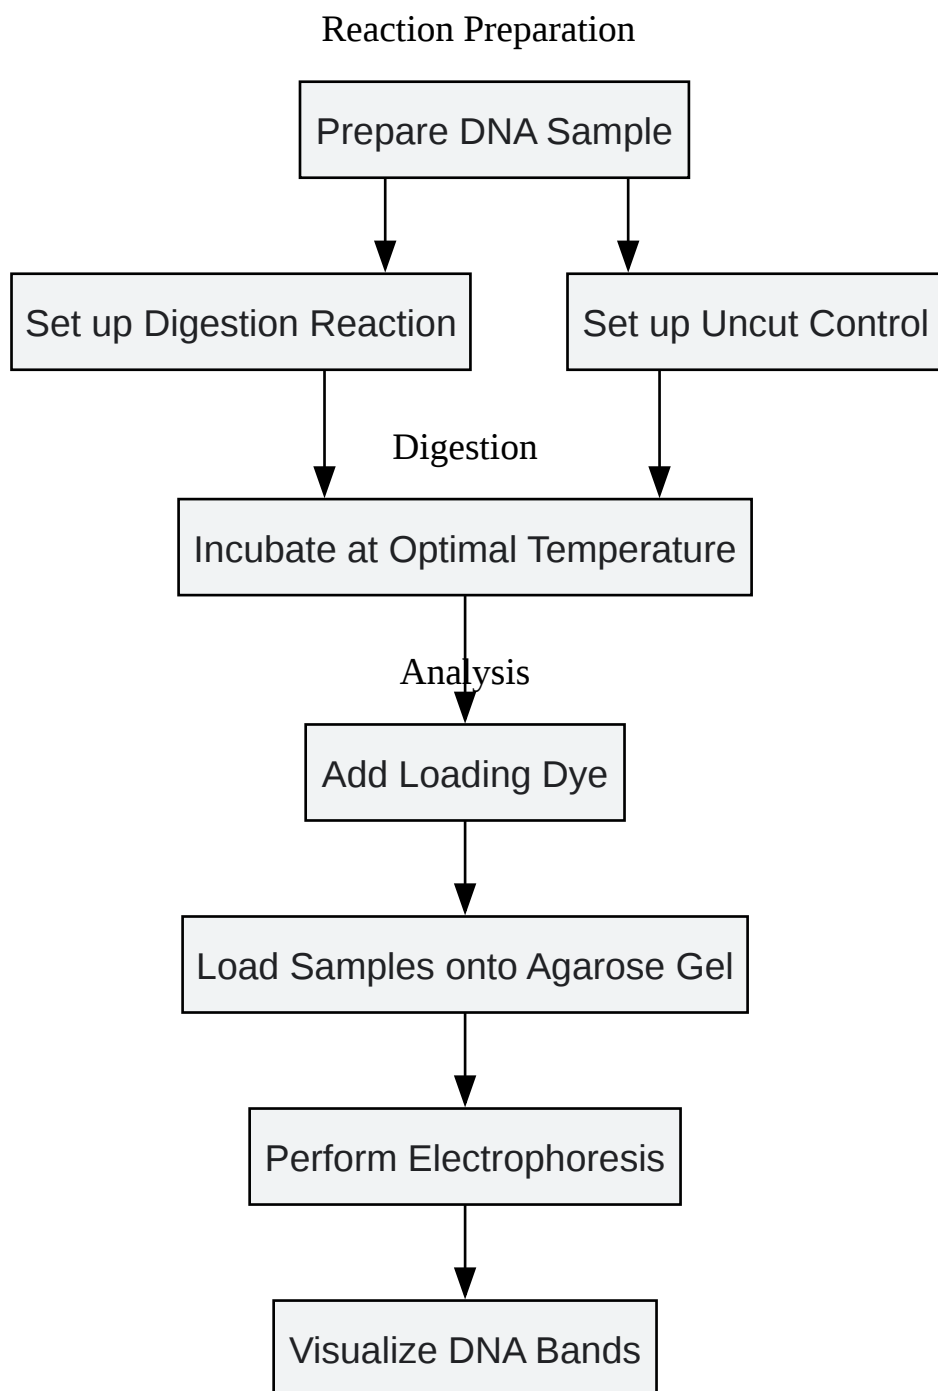 Reaction Preparation
Prepare DNA Sample
Set up Digestion Reaction
Set up Uncut Control
Digestion
Incubate at Optimal Temperature
Analysis
Add Loading Dye
Load Samples onto Agarose Gel
Perform Electrophoresis
Visualize DNA Bands